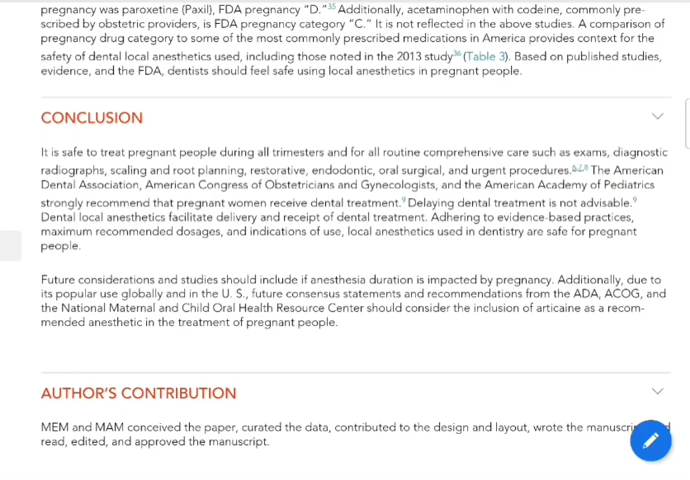 pregnancy was paroxetine (Paxil), FDA pregnancy "D."35 Additionally, acetaminophen with codeine, commonly pre-
scribed by obstetric providers, is FDA pregnancy category "C." It is not reflected in the above studies. A comparison of
pregnancy drug category to some of the most commonly prescribed medications in America provides context for the
safety of dental local anesthetics used, including those noted in the 2013 study36 (Table 3). Based on published studies,
evidence, and the FDA, dentists should feel safe using local anesthetics in pregnant people.
CONCLUSION
It is safe to treat pregnant people during all trimesters and for all routine comprehensive care such as exams, diagnostic
radiographs, scaling and root planning, restorative, endodontic, oral surgical, and urgent procedures.6,7,8 The American
Dental Association, American Congress of Obstetricians and Gynecologists, and the American Academy of Pediatrics
strongly recommend that pregnant women receive dental treatment.9 Delaying dental treatment is not advisable.9
Dental local anesthetics facilitate delivery and receipt of dental treatment. Adhering to evidence-based practices,
maximum recommended dosages, and indications of use, local anesthetics used in dentistry are safe for pregnant
people.
Future considerations and studies should include if anesthesia duration is impacted by pregnancy. Additionally, due to
its popular use globally and in the U. S., future consensus statements and recommendations from the ADA, ACOG, and
the National Maternal and Child Oral Health Resource Center should consider the inclusion of articaine as a recom-
mended anesthetic in the treatment of pregnant people.
AUTHOR'S CONTRIBUTION
MEM and MAM conceived the paper, curated the data, contributed to the design and layout, wrote the
read, edited, and approved the manuscript.